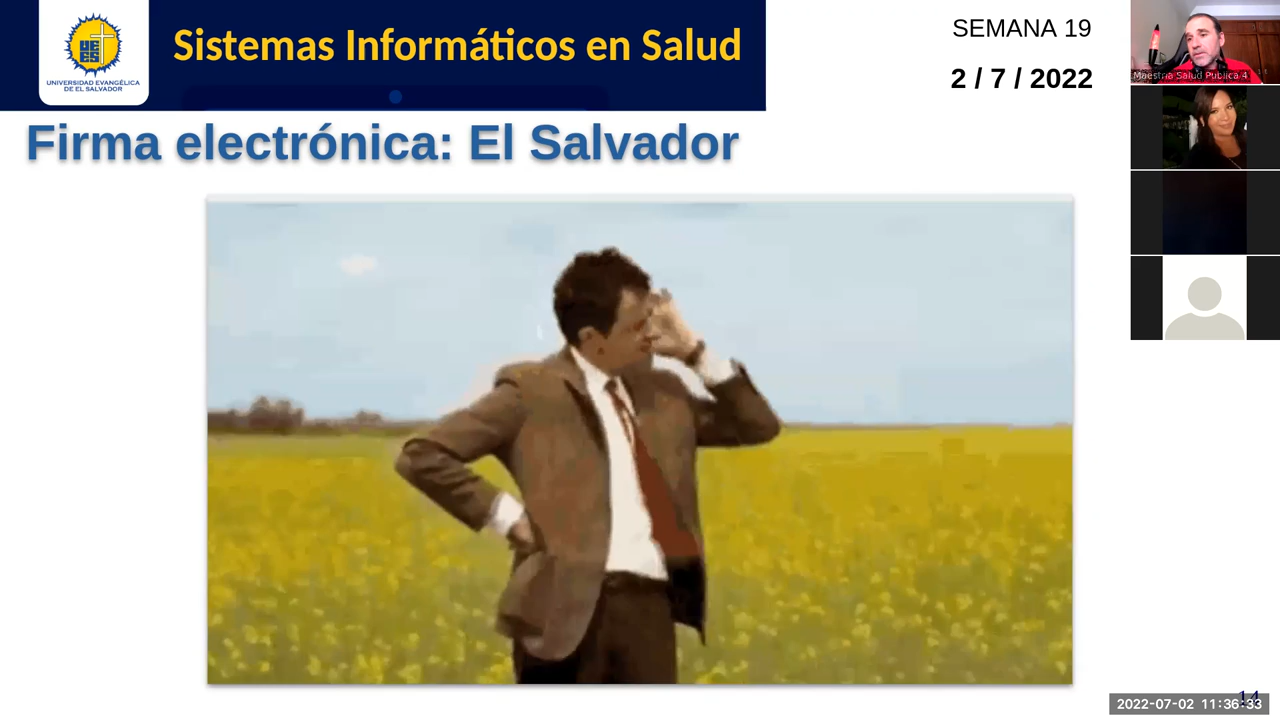 Sistemas Informáticos en Salud
UNIVERSIDAD EVANGÉLICA
DE EL SALVADOR
SEMANA 19
2 / 7 / 2022
Maestria Salud Publica 4
Firma electrónica: El Salvador
14
2022-07-02 11:36:33